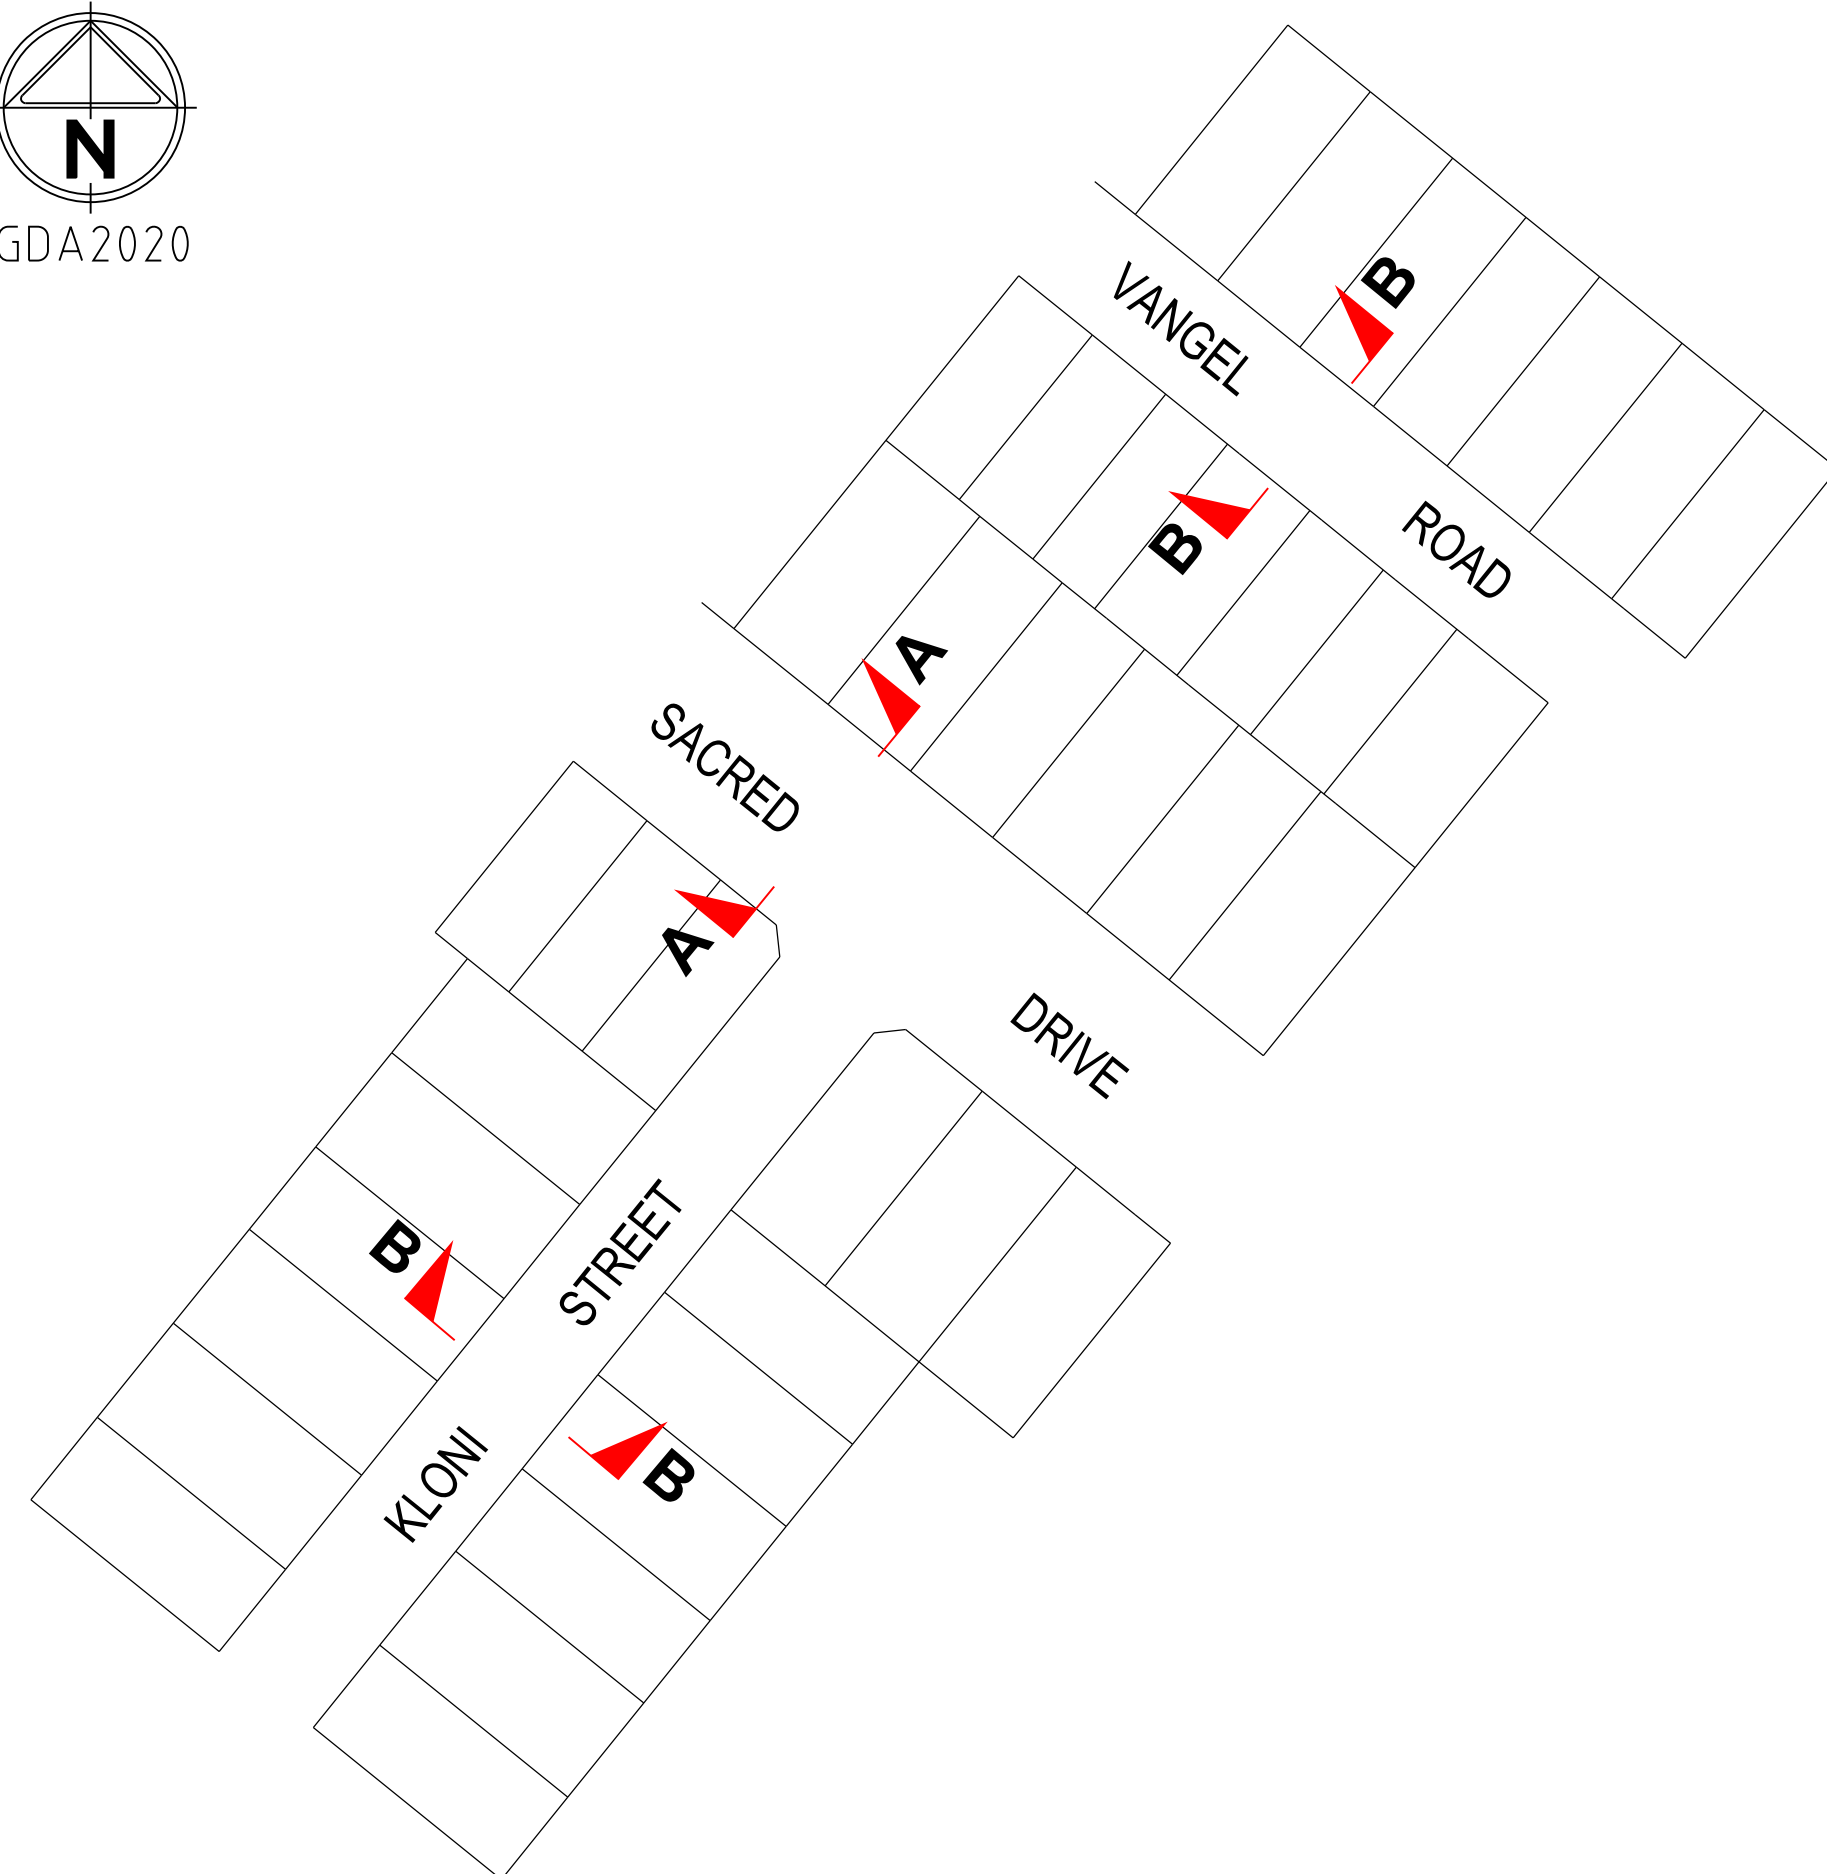 N
GDA2020
VANGEL
ROAD
B
B
A
SACRED
DRIVE
A
B
STREET
KLONI
B